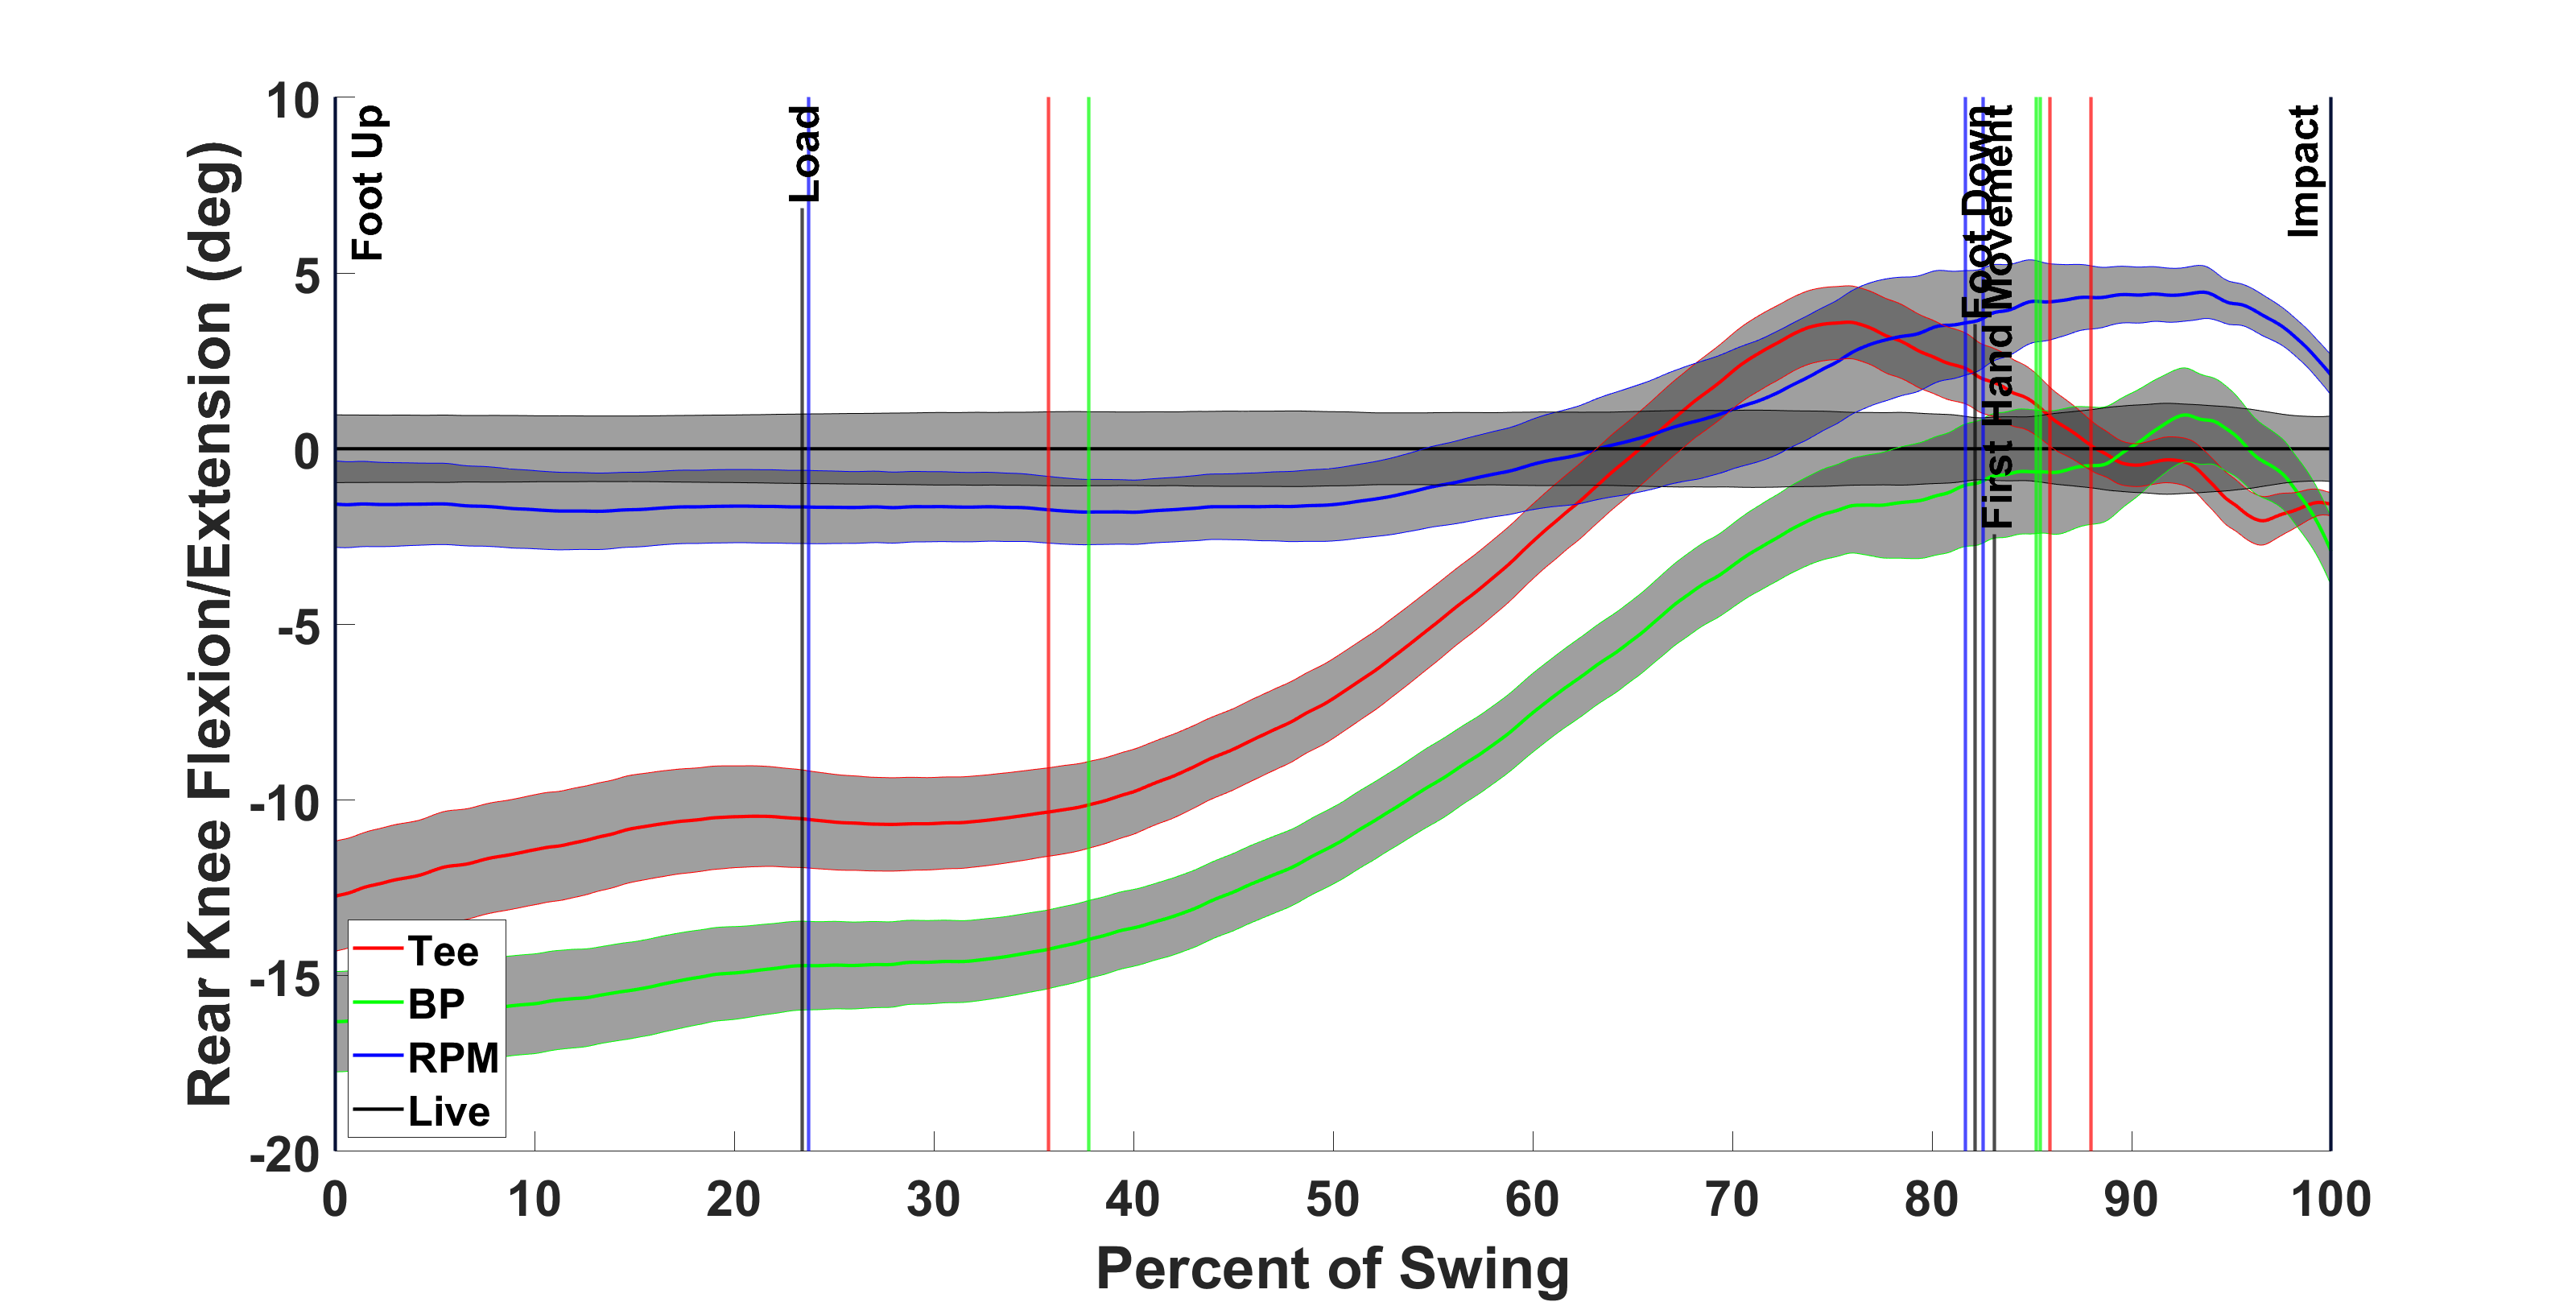 Rear Knee Flexion/Extension (deg)
10
5
0
-5
-10
-15
-20
Foot Up
Load
Foot Down
First Hand Movement
Impact
Tee
BP
RPM
Live
0 10 20 30 40 50 60 70 80 90 100
Percent of Swing